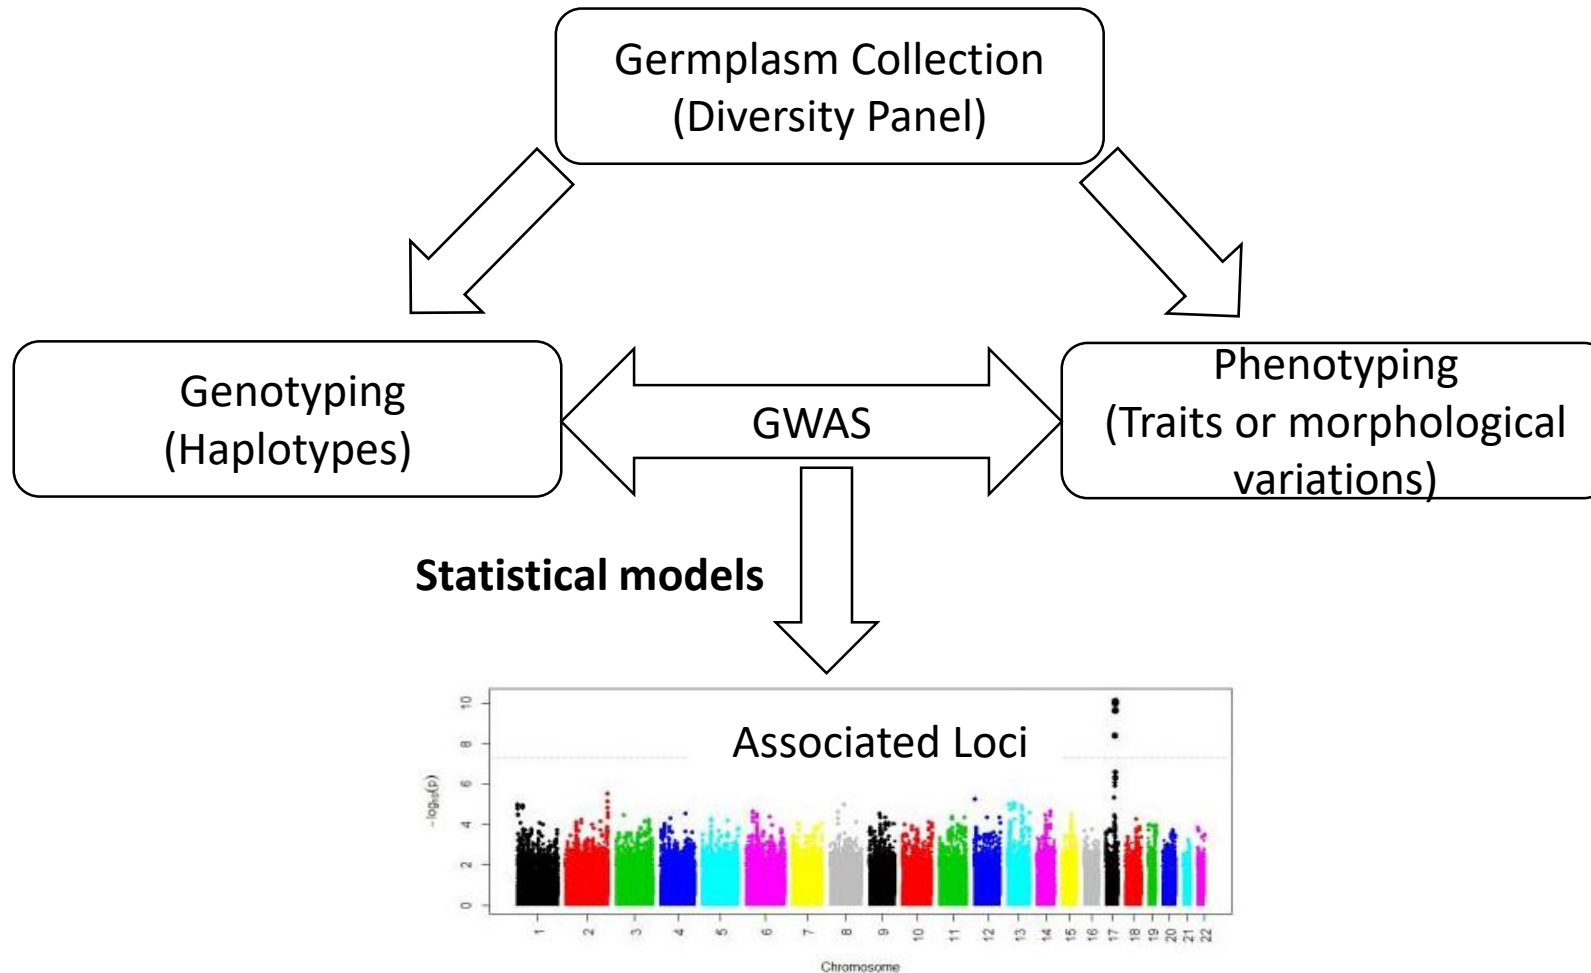 Germplasm Collection
(Diversity Panel)
Genotyping
(Haplotypes)
GWAS
Phenotyping
(Traits or morphological
variations)
Statistical models
Associated Loci
10
8
6
4
2
0
-log10(p)
1 2 3 4 5 6 7 8 9 10 11 12 13 14 15 16 17 18 19 20 21 22
Chromosome